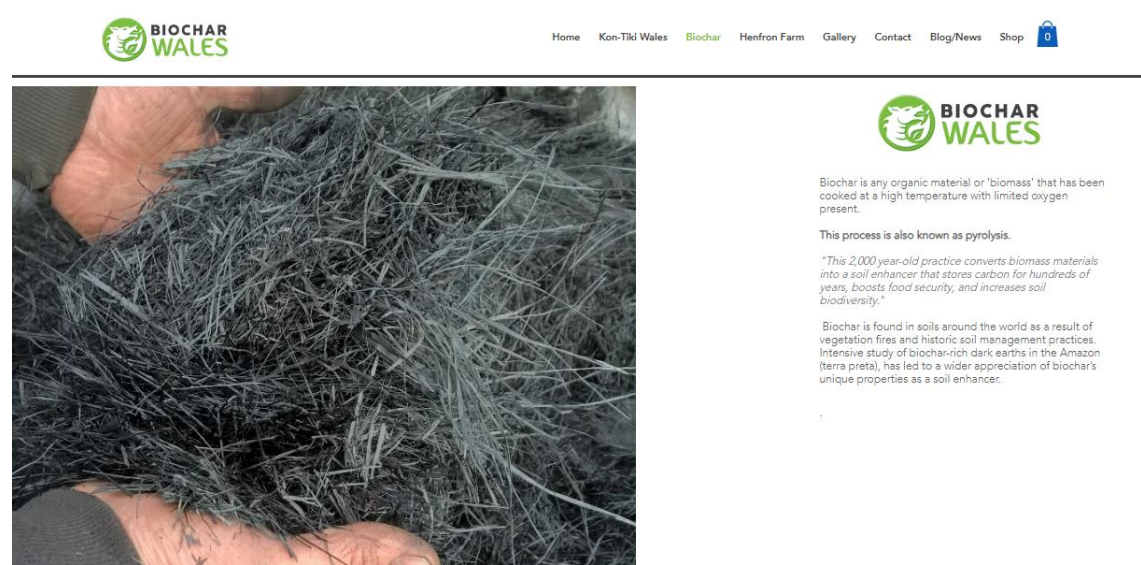 BIOCHAR
WALES
Home Kon-Tiki Wales Biochar Henfron Farm Gallery Contact Blog/News Shop 0
BIOCHAR
WALES
Biochar is any organic material or 'biomass' that has been
cooked at a high temperature with limited oxygen
present.
This process is also known as pyrolysis.
"This 2,000 year-old practice converts biomass materials
into a soil enhancer that stores carbon for hundreds of
years, boosts food security, and increases soil
biodiversity."
Biochar is found in soils around the world as a result of
vegetation fires and historic soil management practices.
Intensive study of biochar-rich dark earths in the Amazon
(terra preta), has led to a wider appreciation of biochar's
unique properties as a soil enhancer.
.